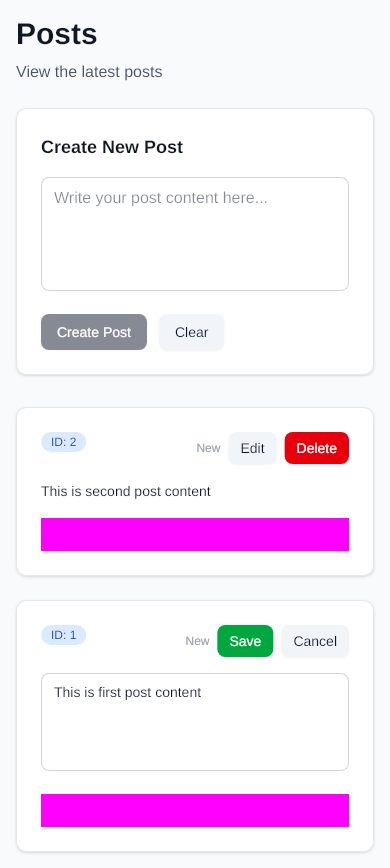 Posts
View the latest posts
Create New Post
Write your post content here...
Create Post Clear
ID: 2 New Edit Delete
This is second post content
ID: 1 New Save Cancel
This is first post content